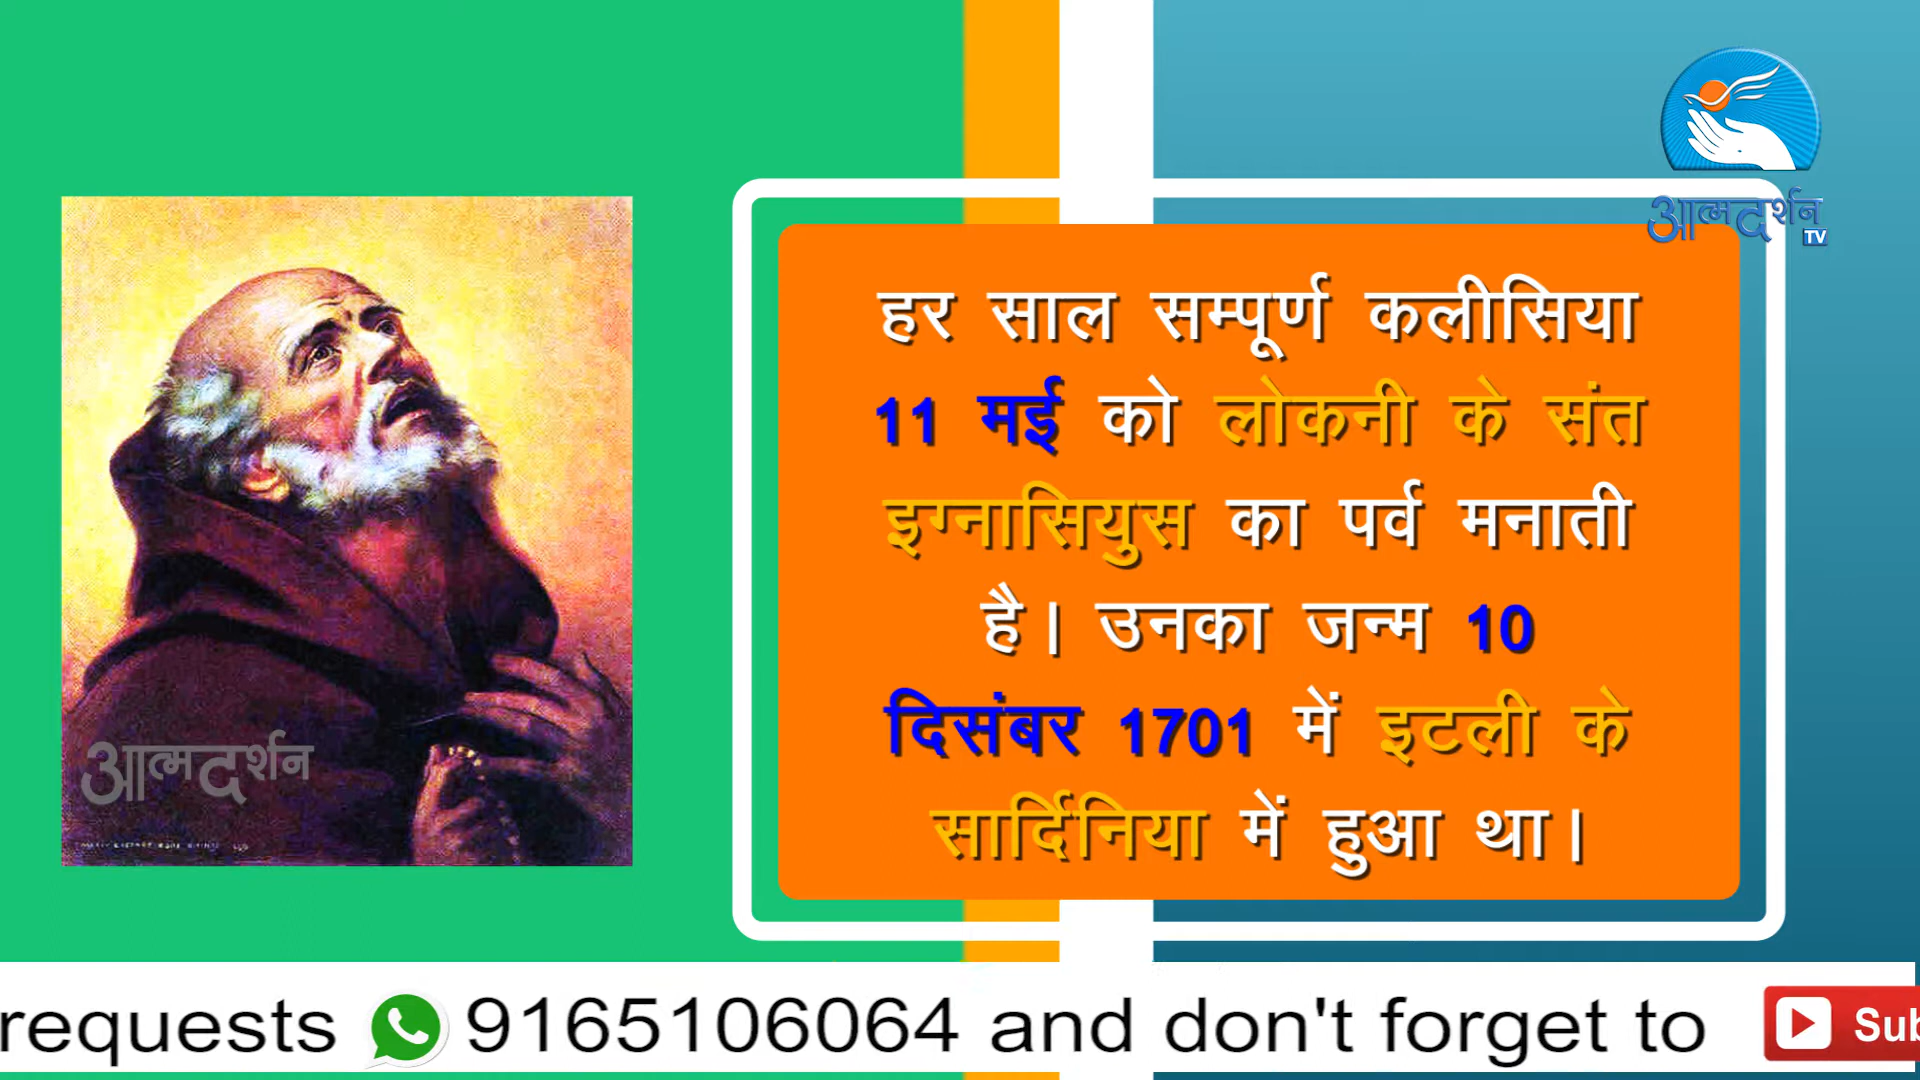 आत्मदर्शन
TV
हर साल सम्पूर्ण कलीसिया
11 मई को लोकनी के संत
इग्नासियुस का पर्व मनाती
है। उनका जन्म 10
दिसंबर 1701 में इटली के
सार्दिनिया में हुआ था।
आत्मदर्शन
requests 9165106064 and don't forget to